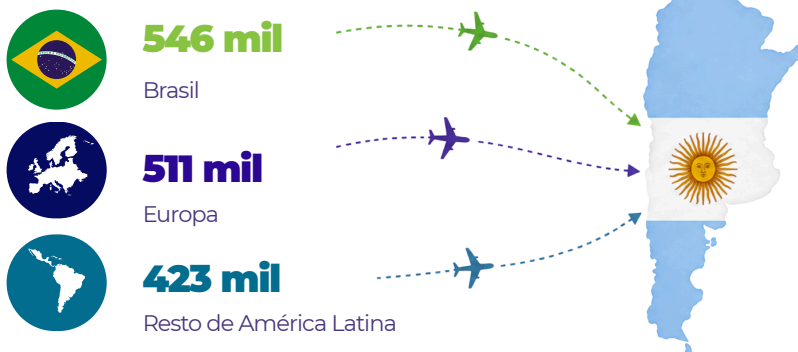 546 mil
Brasil
511 mil
Europa
423 mil
Resto de América Latina